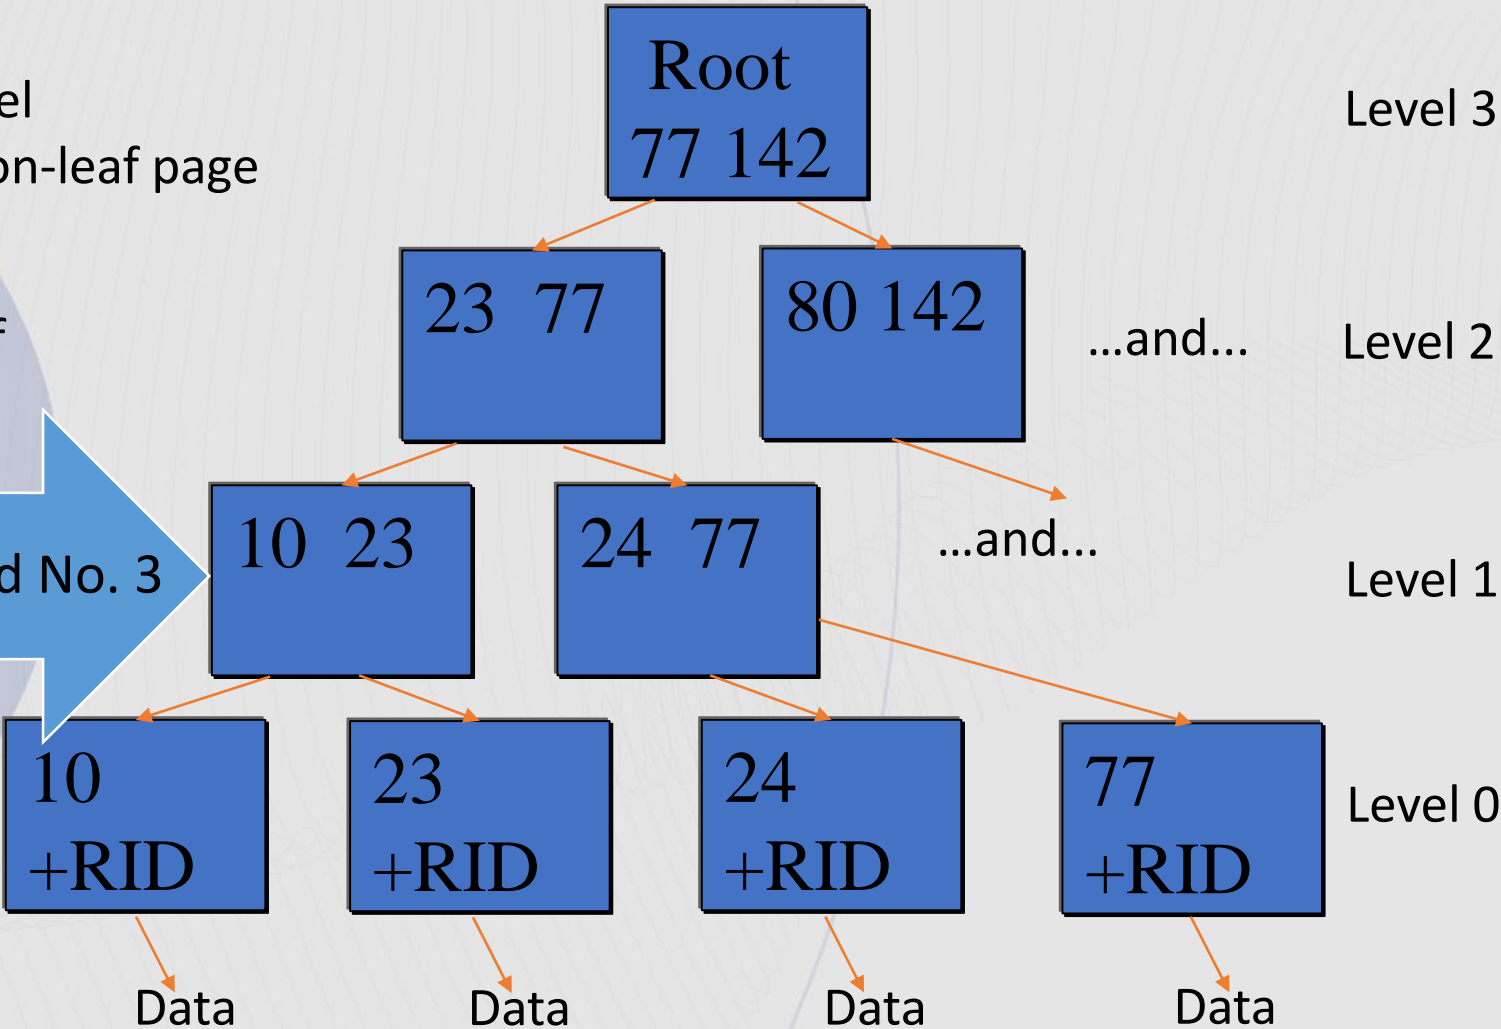 Root
77 142
Level 3
el
on-leaf page
23 77
80 142
...and...
Level 2
10 23
24 77
...and...
d No. 3
Level 1
10
+RID
23
+RID
24
+RID
77
+RID
Level 0
Data
Data
Data
Data